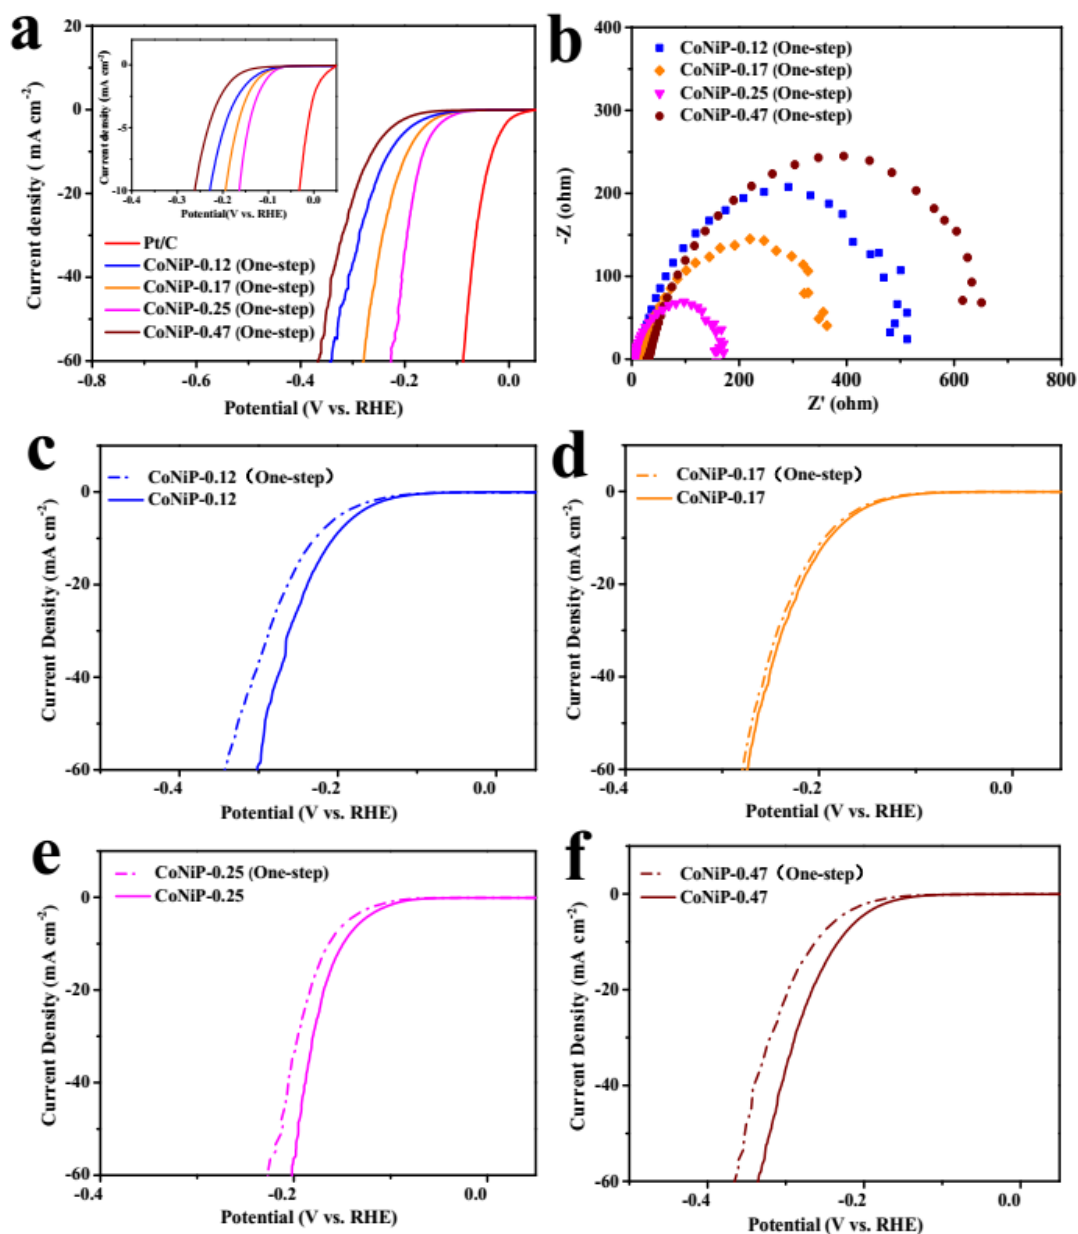 a
20
0
-20
-40
-60
Current density ( mA cm-2)
-0.8
-0.6
-0.4
-0.2
0.0
Potential (V vs. RHE)
0
-5
-10
Current density (mA cm-2)
-0.4
-0.3
-0.2
-0.1
0.0
Potential(V vs. RHE)
Pt/C
CoNiP-0.12 (One-step)
CoNiP-0.17 (One-step)
CoNiP-0.25 (One-step)
CoNiP-0.47 (One-step)
b
400
300
200
100
0
-Z (ohm)
CoNiP-0.12 (One-step)
CoNiP-0.17 (One-step)
CoNiP-0.25 (One-step)
CoNiP-0.47 (One-step)
0
200
400
600
800
Z' (ohm)
c
CoNiP-0.12（One-step）
CoNiP-0.12
0
-20
-40
-60
Current Density (mA cm-2)
-0.4
-0.2
0.0
Potential (V vs. RHE)
d
CoNiP-0.17 (One-step)
CoNiP-0.17
0
-20
-40
-60
Current Density (mA cm-2)
-0.4
-0.2
0.0
Potential (V vs. RHE)
e
CoNiP-0.25 (One-step)
CoNiP-0.25
0
-20
-40
-60
Current Density (mA cm-2)
-0.4
-0.2
0.0
Potential (V vs. RHE)
f
CoNiP-0.47（One-step）
CoNiP-0.47
0
-20
-40
-60
Current Density (mA cm-2)
-0.4
-0.2
0.0
Potential (V vs. RHE)